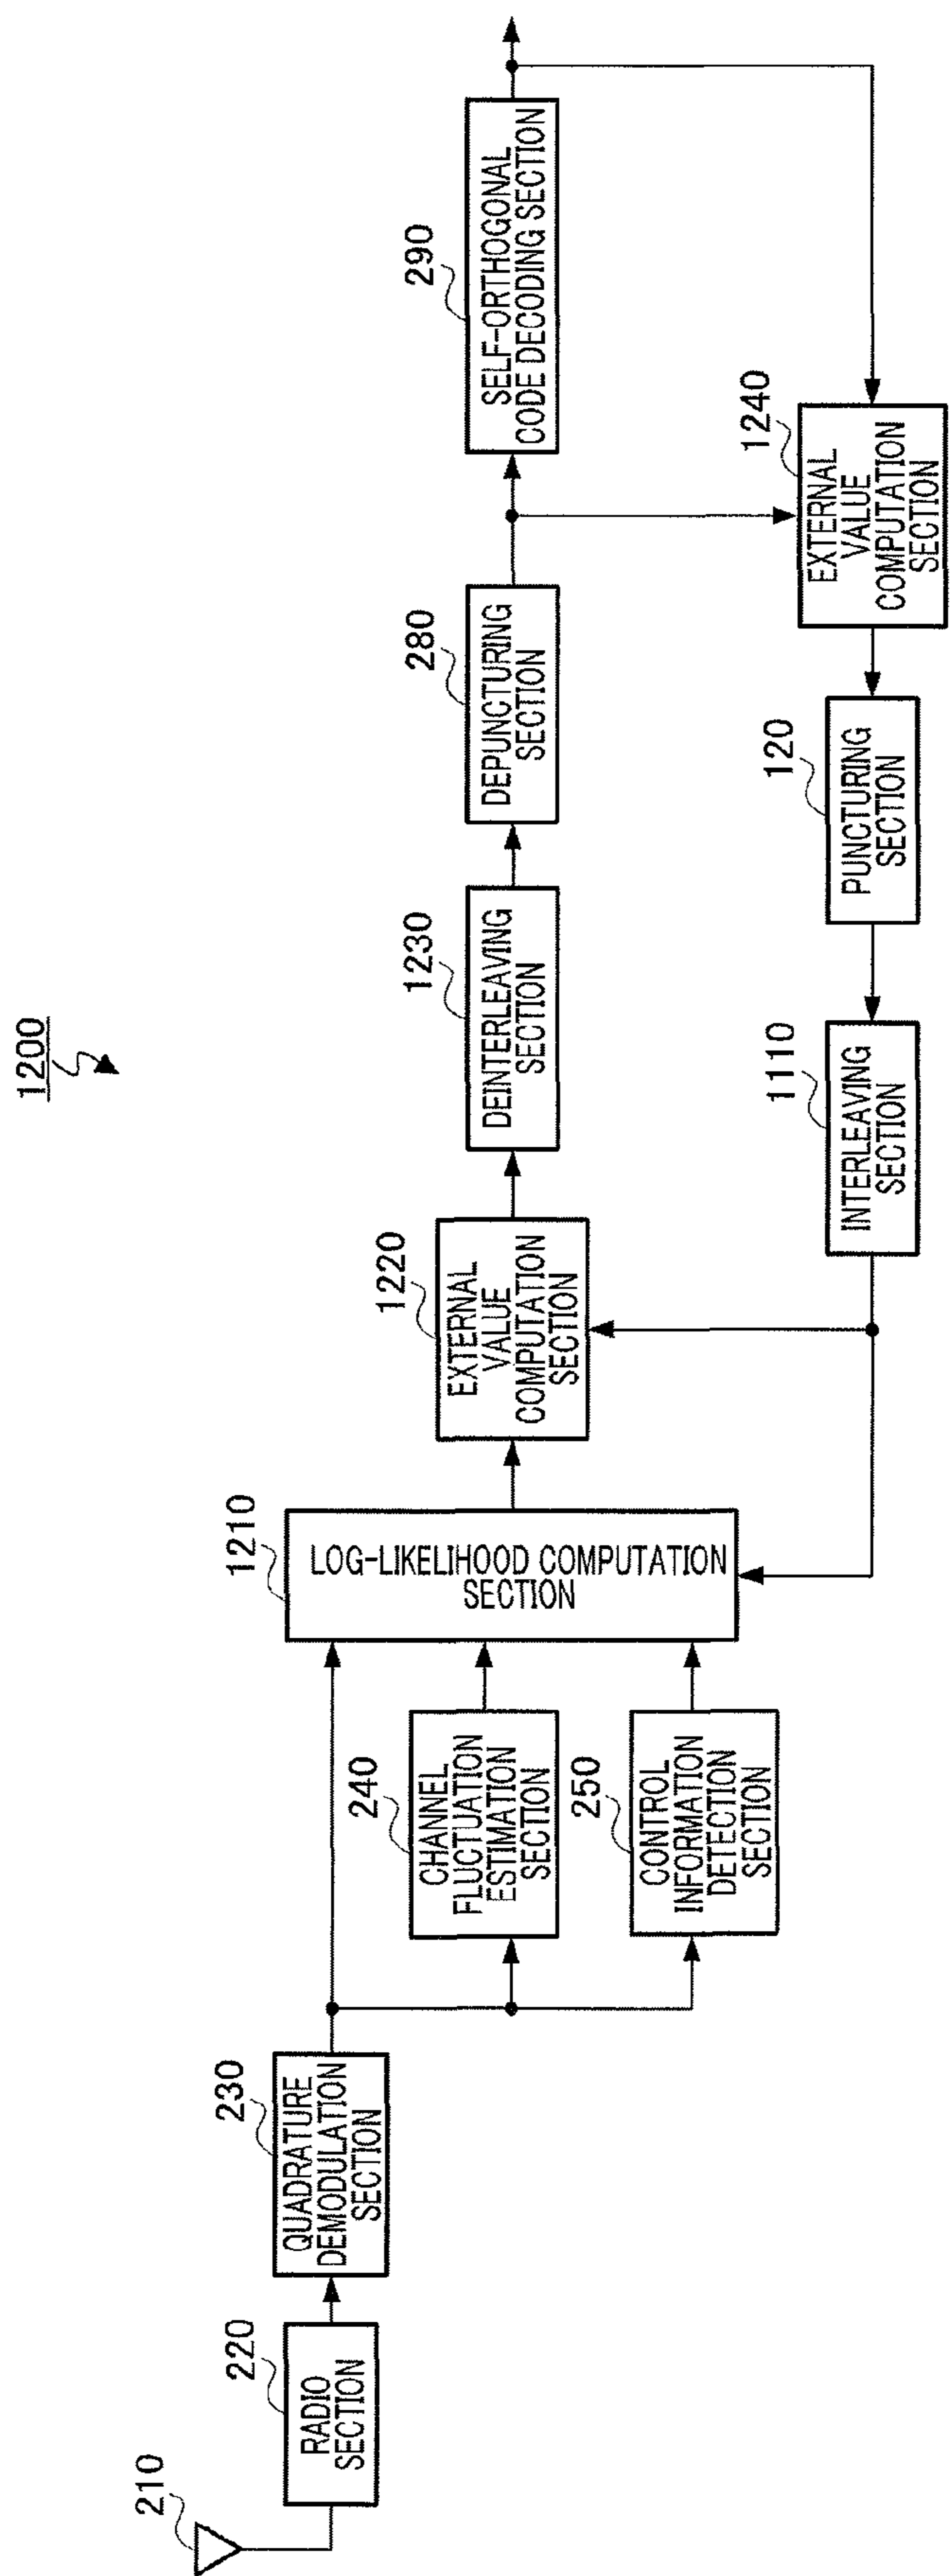 1200
210
220
RADIO
SECTION
230
QUADRATURE
DEMODULATION
SECTION
240
CHANNEL
FLUCTUATION
ESTIMATION
SECTION
250
CONTROL
INFORMATION
DETECTION
SECTION
1210
LOG-LIKELIHOOD COMPUTATION
SECTION
1220
EXTERNAL
VALUE
COMPUTATION
SECTION
1230
DEINTERLEAVING
SECTION
280
DEPUNCTURING
SECTION
290
SELF-ORTHOGONAL
CODE DECODING SECTION
1240
EXTERNAL
VALUE
COMPUTATION
SECTION
120
PUNCTURING
SECTION
1110
INTERLEAVING
SECTION